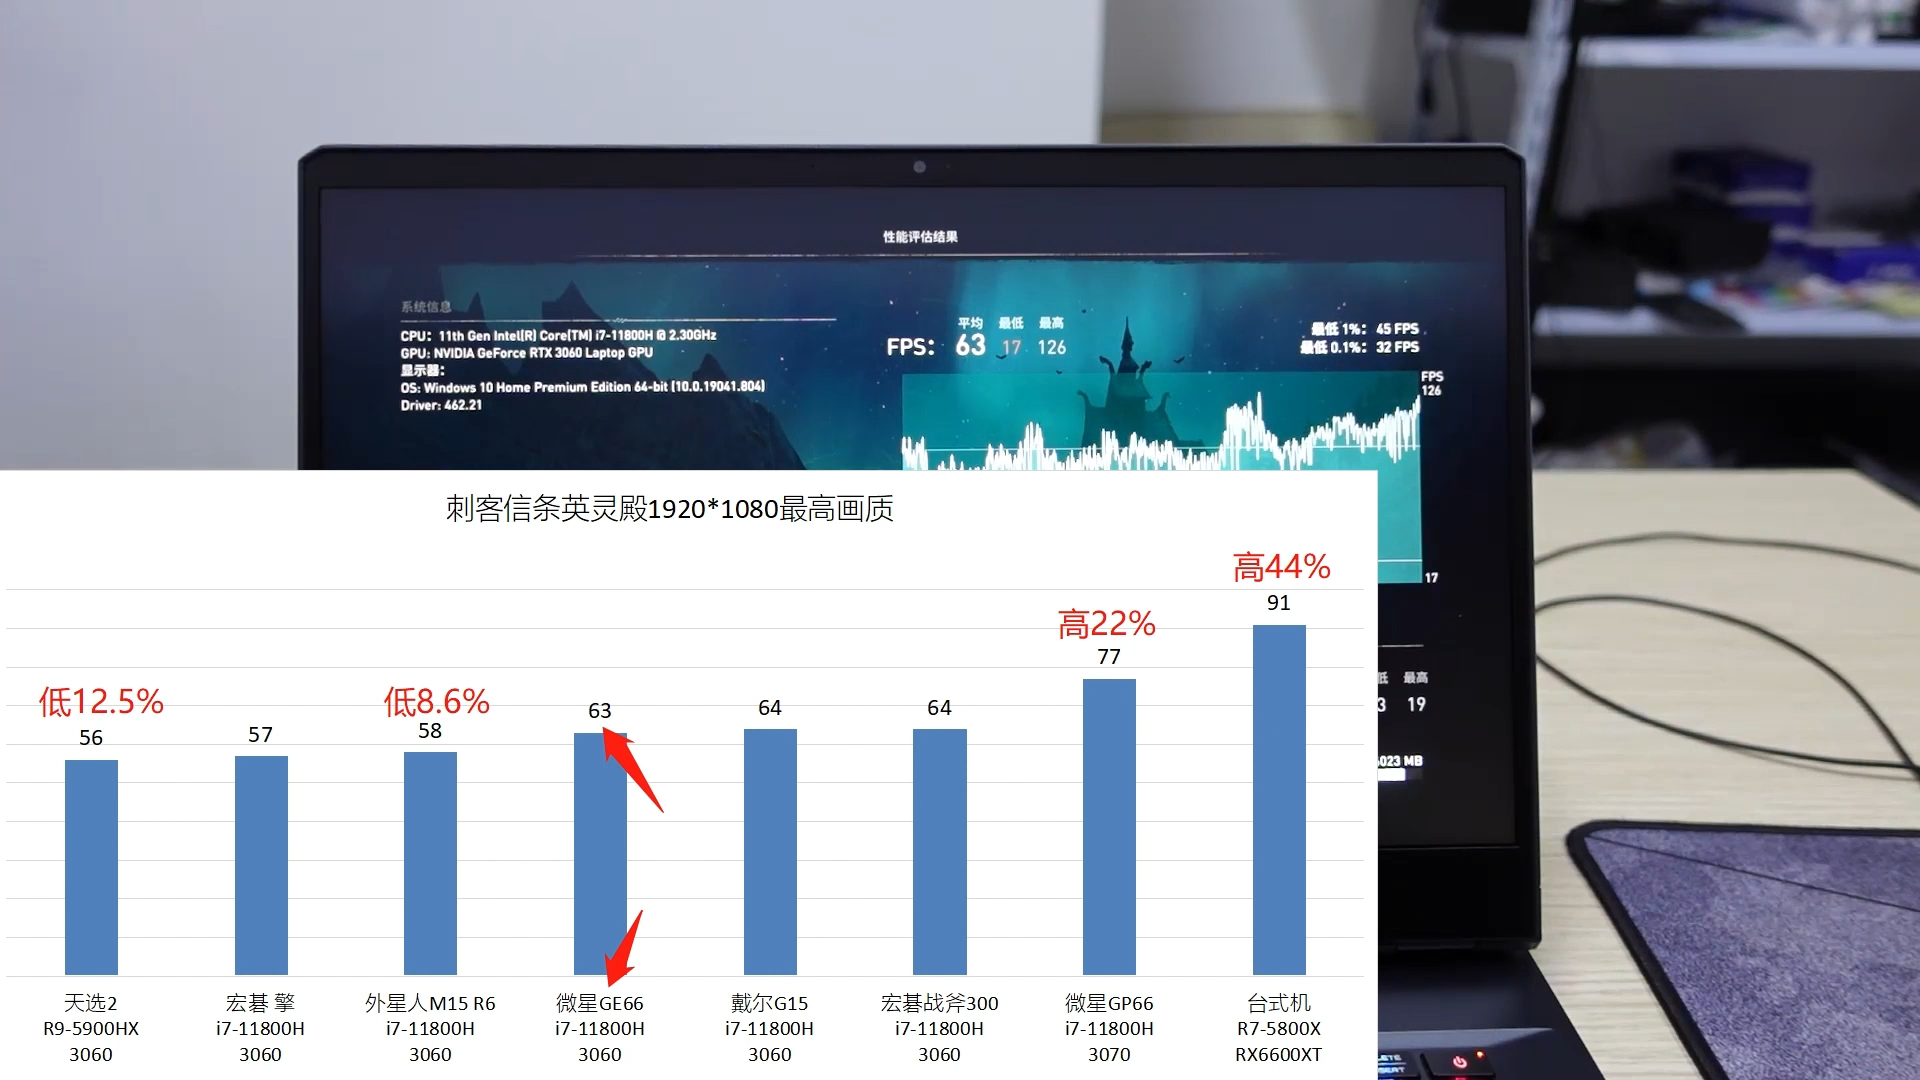 性能评估结果
系统信息
CPU: 11th Gen Intel(R) Core(TM) i7-11800H @ 2.30GHz
GPU: NVIDIA GeForce RTX 3060 Laptop GPU
显示器:
OS: Windows 10 Home Premium Edition 64-bit (10.0.19041.804)
Driver: 462.21
平均 最低 最高
FPS: 63 17 126
最低 1%: 45 FPS
最低 0.1%: 32 FPS
FPS
126
17
最高
3 19
023 MB
刺客信条英灵殿1920*1080最高画质
低12.5%
56
57
低8.6%
58
63
64
64
高22%
77
高44%
91
天选2
R9-5900HX
3060
宏碁 擎
i7-11800H
3060
外星人M15 R6
i7-11800H
3060
微星GE66
i7-11800H
3060
戴尔G15
i7-11800H
3060
宏碁战斧300
i7-11800H
3060
微星GP66
i7-11800H
3070
台式机
R7-5800X
RX6600XT